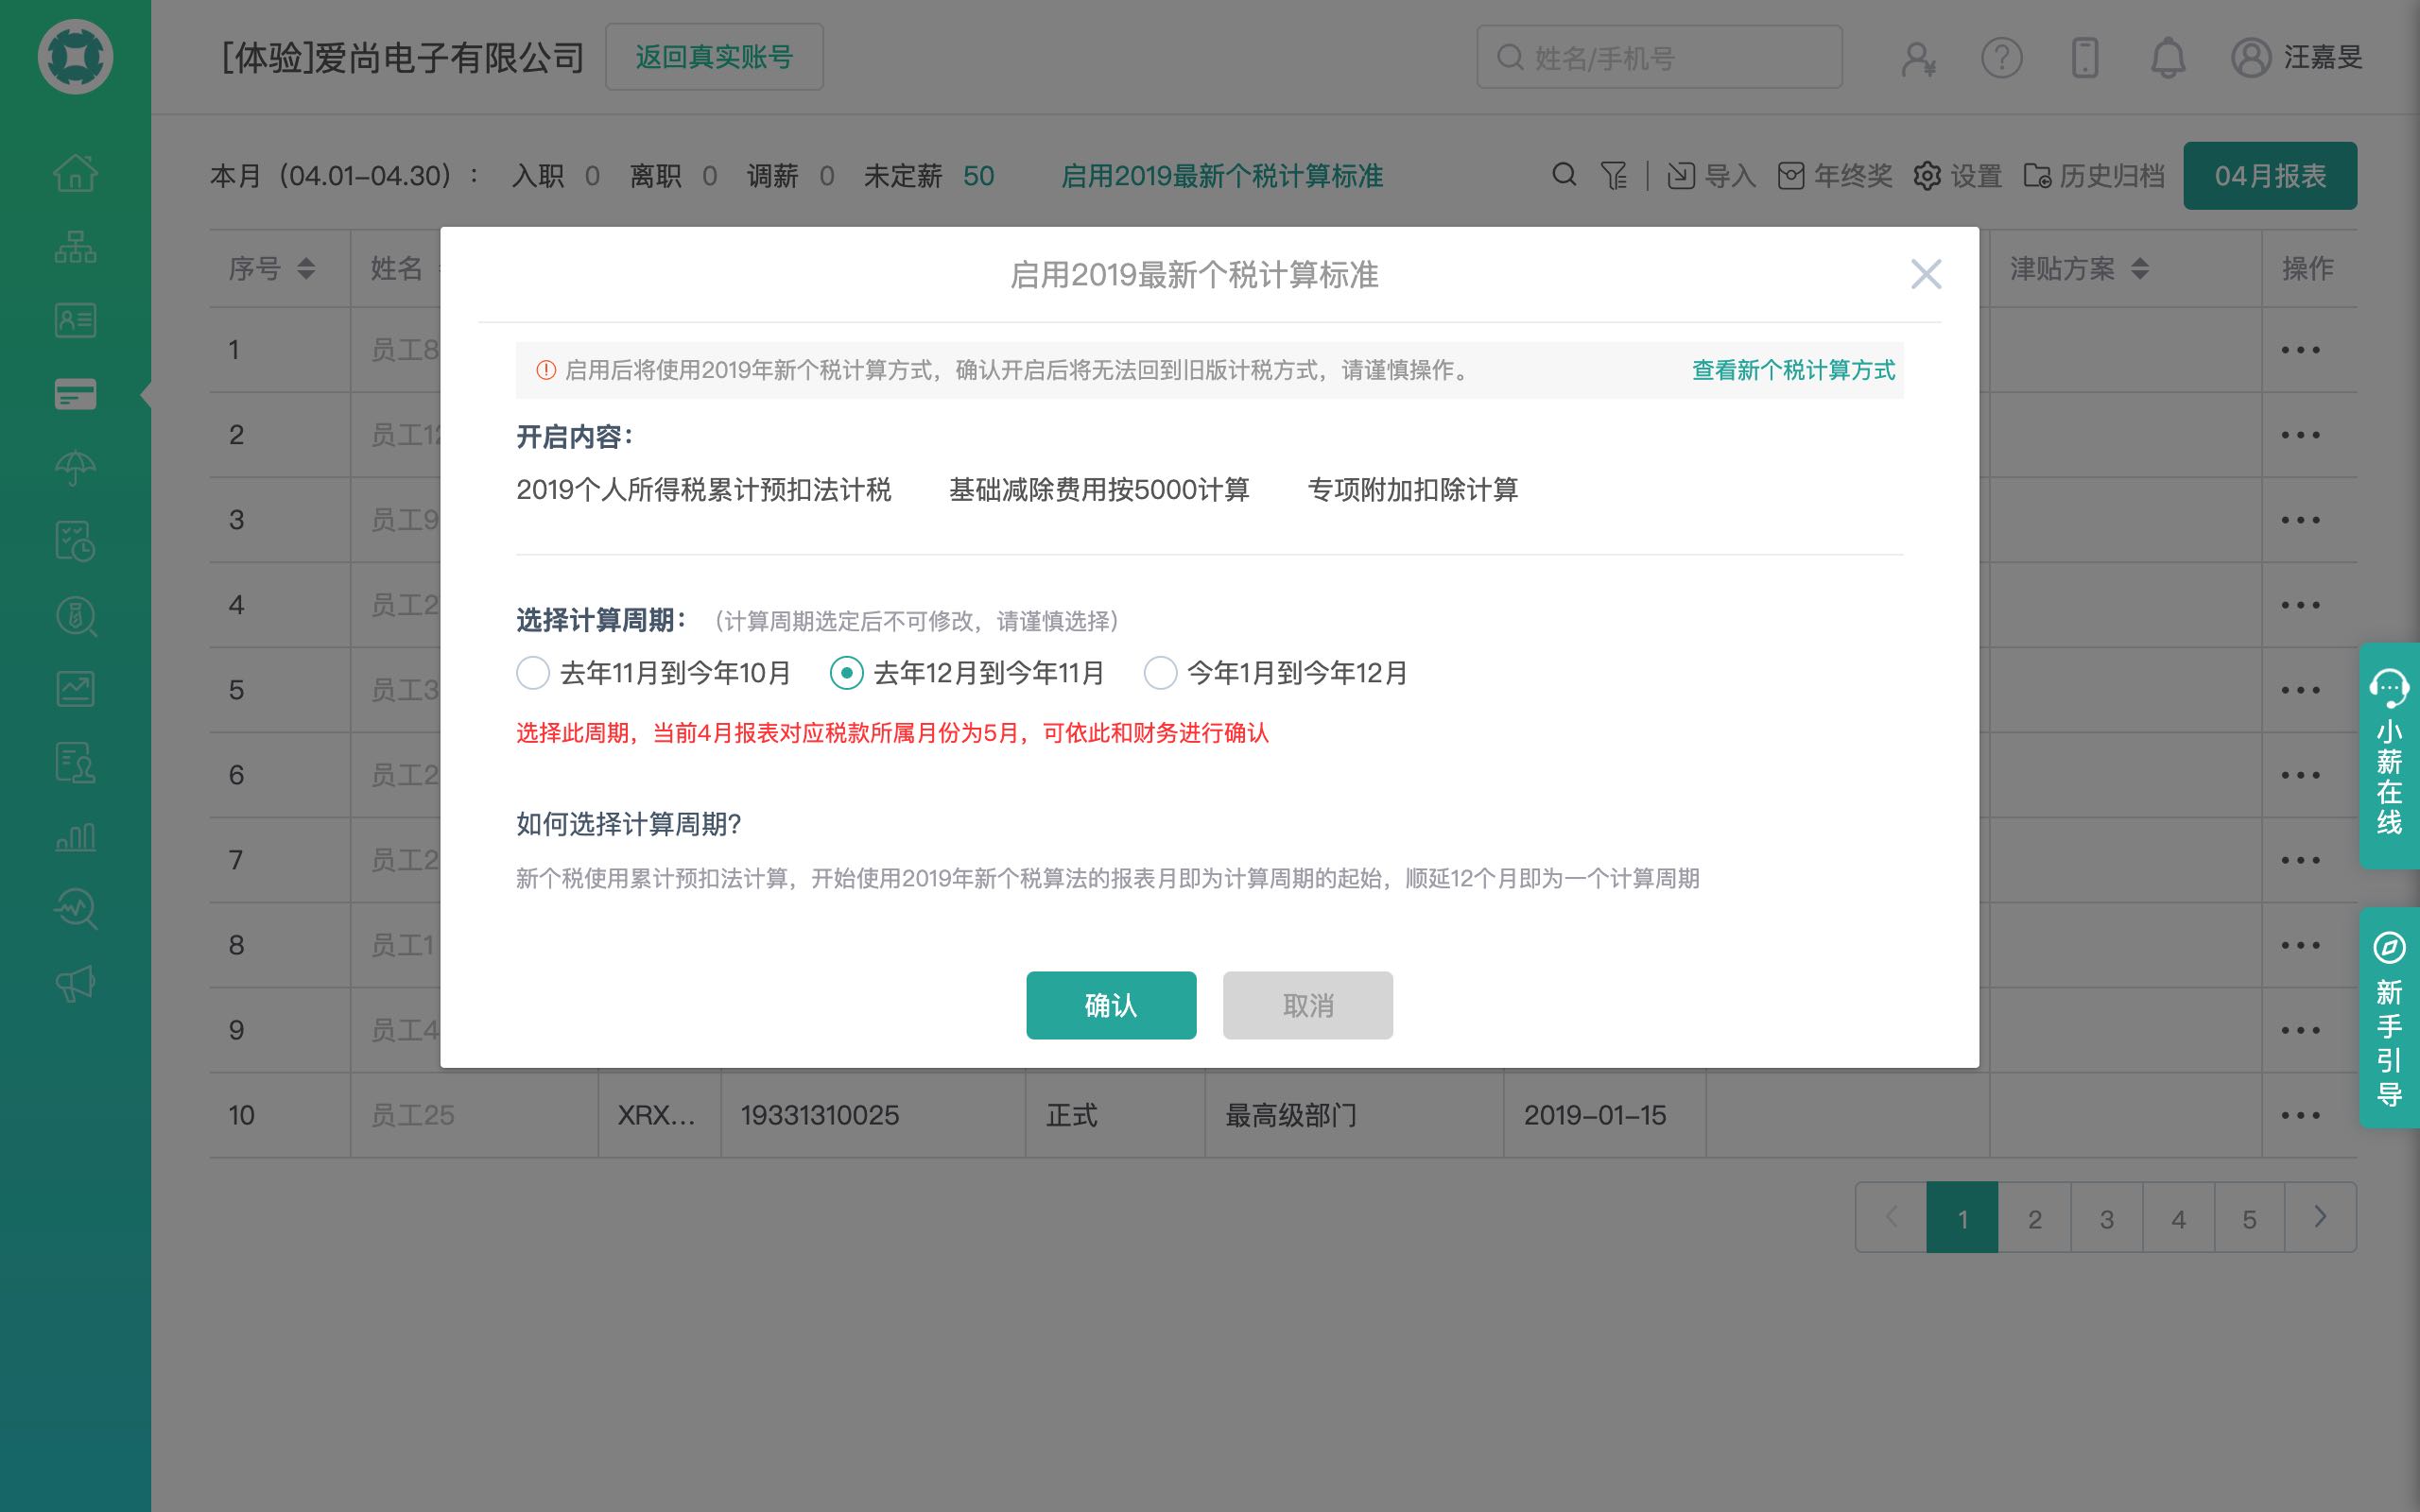 [体验]爱尚电子有限公司 返回真实账号 姓名/手机号 汪嘉旻
本月（04.01-04.30）： 入职 0 离职 0 调薪 0 未定薪 50 启用2019最新个税计算标准 导入 年终奖 设置 历史归档 04月报表
序号 姓名 津贴方案 操作
启用2019最新个税计算标准
启用后将使用2019年新个税计算方式，确认开启后将无法回到旧版计税方式，请谨慎操作。 查看新个税计算方式
开启内容：
2019个人所得税累计预扣法计税 基础减除费用按5000计算 专项附加扣除计算
选择计算周期： （计算周期选定后不可修改，请谨慎选择）
去年11月到今年10月 去年12月到今年11月 今年1月到今年12月
选择此周期，当前4月报表对应税款所属月份为5月，可依此和财务进行确认
如何选择计算周期?
新个税使用累计预扣法计算，开始使用2019年新个税算法的报表月即为计算周期的起始，顺延12个月即为一个计算周期
确认 取消
1 员工8
2 员工12
3 员工9
4 员工2
5 员工3
6 员工2
7 员工2
8 员工1
9 员工4
10 员工25 XRX... 19331310025 正式 最高级部门 2019-01-15
1 2 3 4 5
小薪在线
新手引导